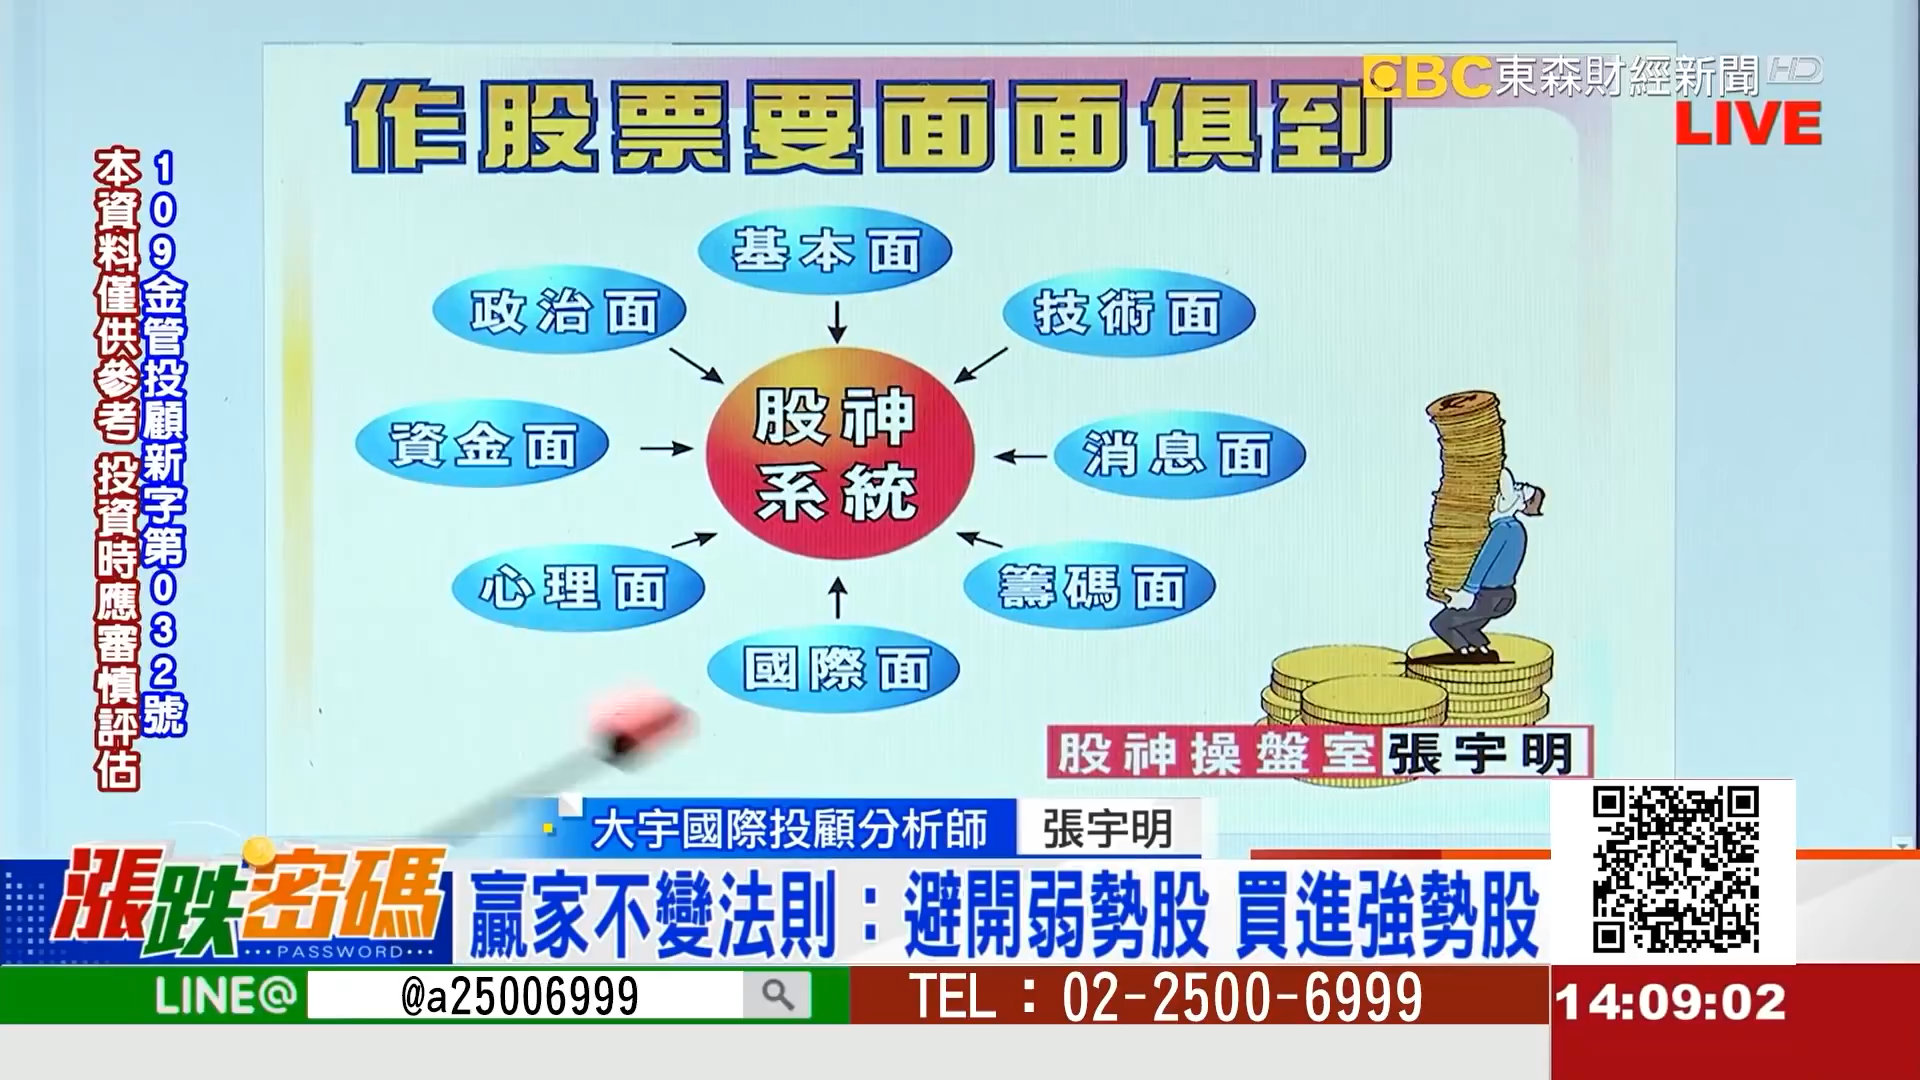 EBC東森財經新聞 HD
LIVE
作股票要面面俱到
109金管投顧新字第032號
本資料僅供參考 投資時應審慎評估
基本面
政治面
技術面
股神
系統
資金面
消息面
心理面
籌碼面
國際面
股神操盤室 張宇明
大宇國際投顧分析師 張宇明
漲跌密碼
PASSWORD
贏家不變法則：避開弱勢股 買進強勢股
LINE@ @a25006999
TEL：02-2500-6999
14:09:02